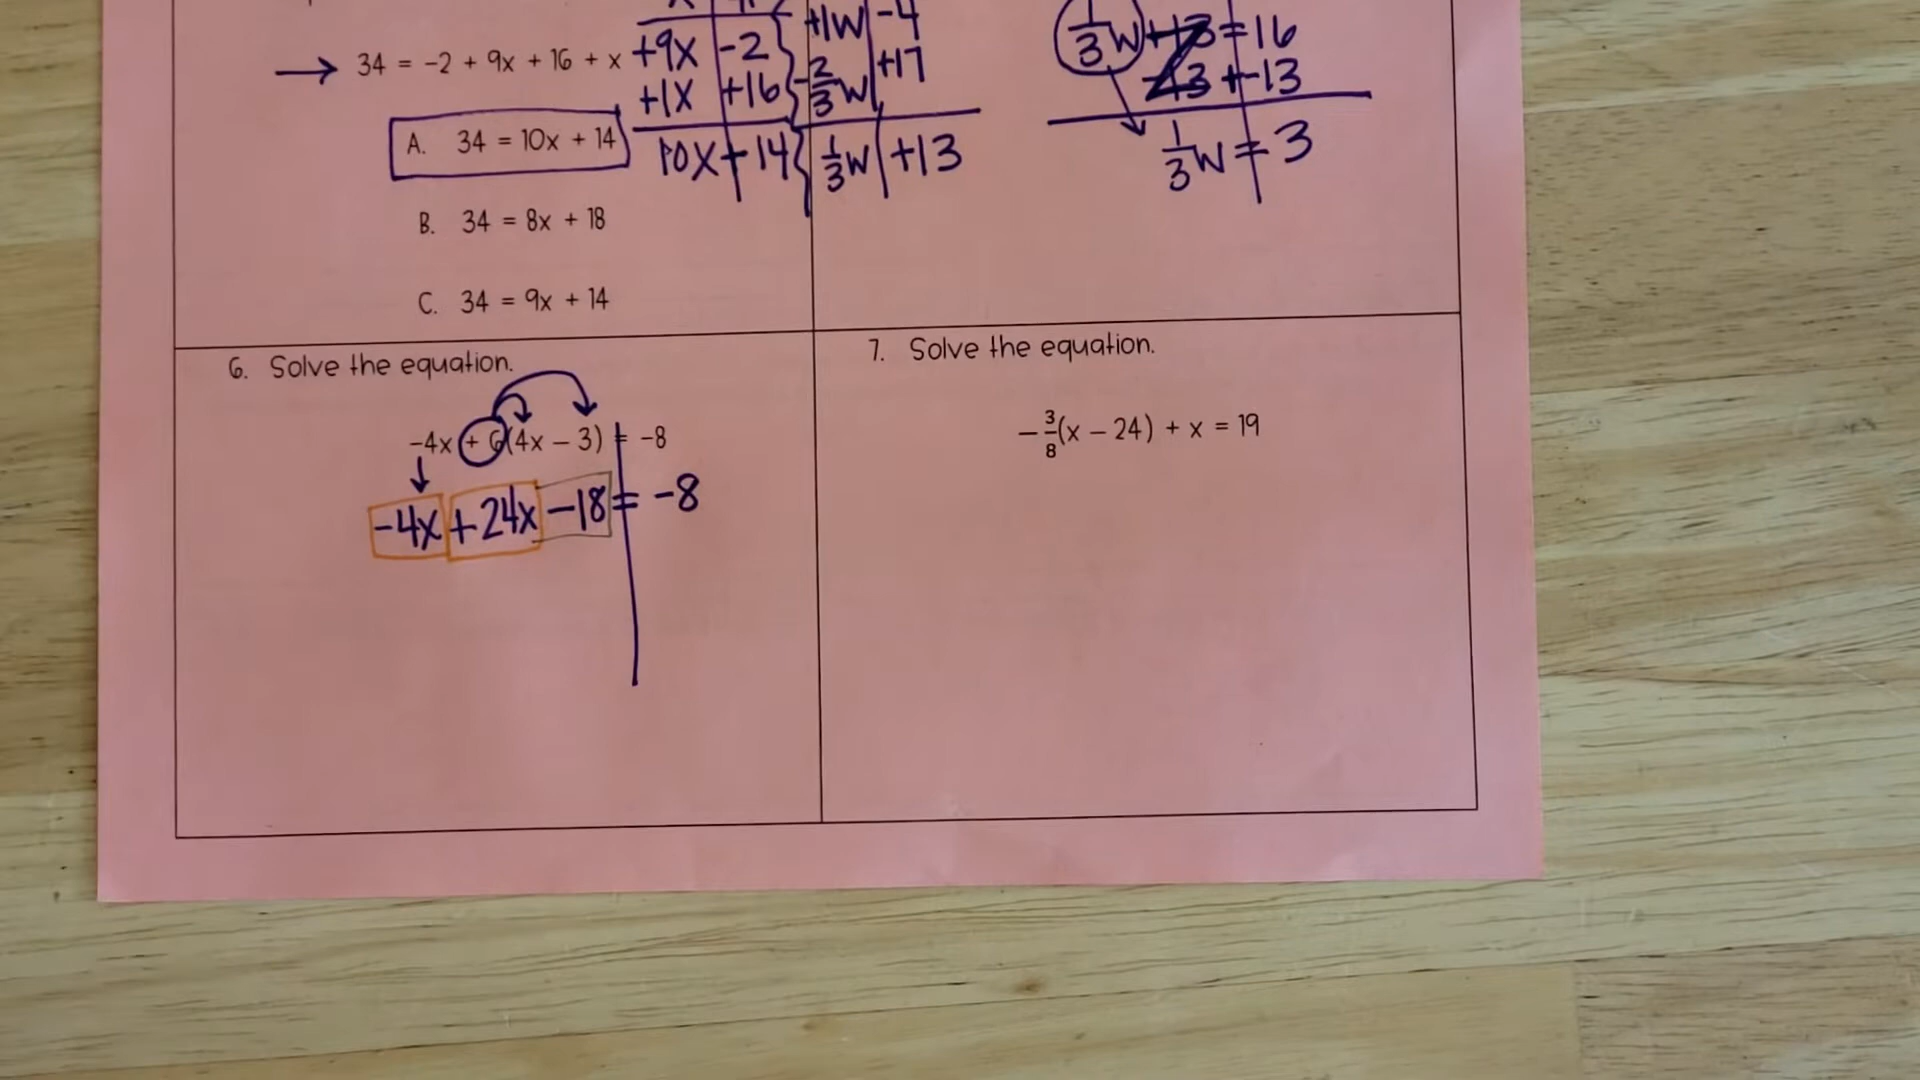 34 = -2 + 9x + 16 + x
+9x -2
+1x +16
10x + 14
A. 34 = 10x + 14
B. 34 = 8x + 18
C. 34 = 9x + 14
+1w -4
-2/3w +17
1/3w +13
1/3w +13 = 16
-13 + -13
1/3w = 3
6. Solve the equation.
-4x + 6(4x - 3) = -8
-4x +24x -18 = -8
7. Solve the equation.
-3/8(x - 24) + x = 19